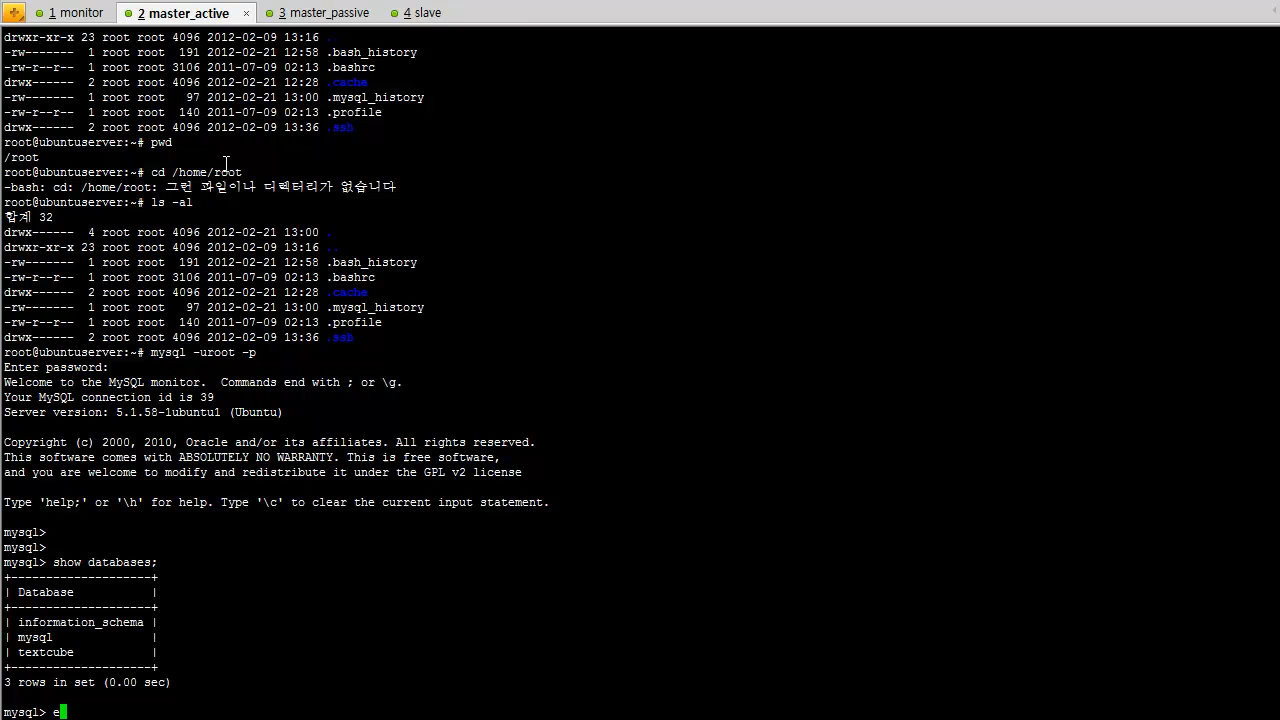 1 monitor 2 master_active × 3 master_passive 4 slave
drwxr-xr-x 23 root root 4096 2012-02-09 13:16 .
-rw------- 1 root root 191 2012-02-21 12:58 .bash_history
-rw-r--r-- 1 root root 3106 2011-07-09 02:13 .bashrc
drwx------ 2 root root 4096 2012-02-21 12:28 .cache
-rw------- 1 root root 97 2012-02-21 13:00 .mysql_history
-rw-r--r-- 1 root root 140 2011-07-09 02:13 .profile
drwx------ 2 root root 4096 2012-02-09 13:36 .ssh
root@ubuntuserver:~# pwd
/root
root@ubuntuserver:~# cd /home/root
-bash: cd: /home/root: 그런 파일이나 디렉터리가 없습니다
root@ubuntuserver:~# ls -al
합계 32
drwx------ 4 root root 4096 2012-02-21 13:00 .
drwxr-xr-x 23 root root 4096 2012-02-09 13:16 ..
-rw------- 1 root root 191 2012-02-21 12:58 .bash_history
-rw-r--r-- 1 root root 3106 2011-07-09 02:13 .bashrc
drwx------ 2 root root 4096 2012-02-21 12:28 .cache
-rw------- 1 root root 97 2012-02-21 13:00 .mysql_history
-rw-r--r-- 1 root root 140 2011-07-09 02:13 .profile
drwx------ 2 root root 4096 2012-02-09 13:36 .ssh
root@ubuntuserver:~# mysql -uroot -p
Enter password:
Welcome to the MySQL monitor.  Commands end with ; or \g.
Your MySQL connection id is 39
Server version: 5.1.58-1ubuntu1 (Ubuntu)
Copyright (c) 2000, 2010, Oracle and/or its affiliates. All rights reserved.
This software comes with ABSOLUTELY NO WARRANTY. This is free software,
and you are welcome to modify and redistribute it under the GPL v2 license
Type 'help;' or '\h' for help. Type '\c' to clear the current input statement.
mysql>
mysql>
mysql> show databases;
+--------------------+
| Database           |
+--------------------+
| information_schema |
| mysql              |
| textcube           |
+--------------------+
3 rows in set (0.00 sec)
mysql> e